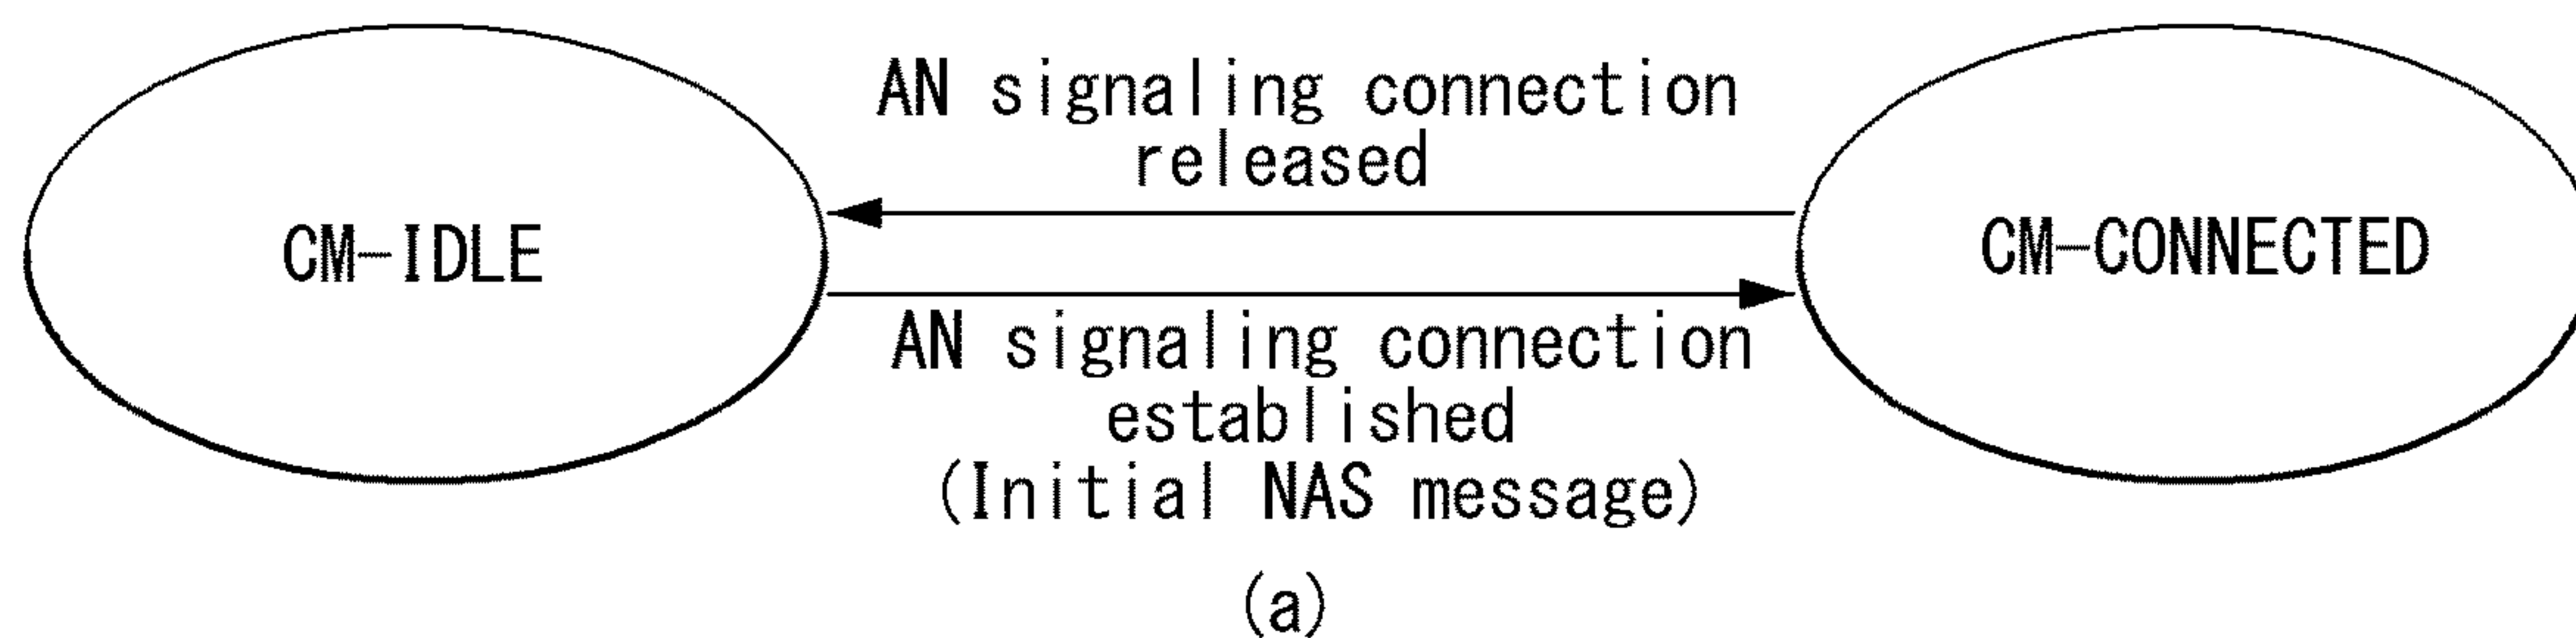 AN signaling connection
released
CM-IDLE
CM-CONNECTED
AN signaling connection
established
(Initial NAS message)
(a)